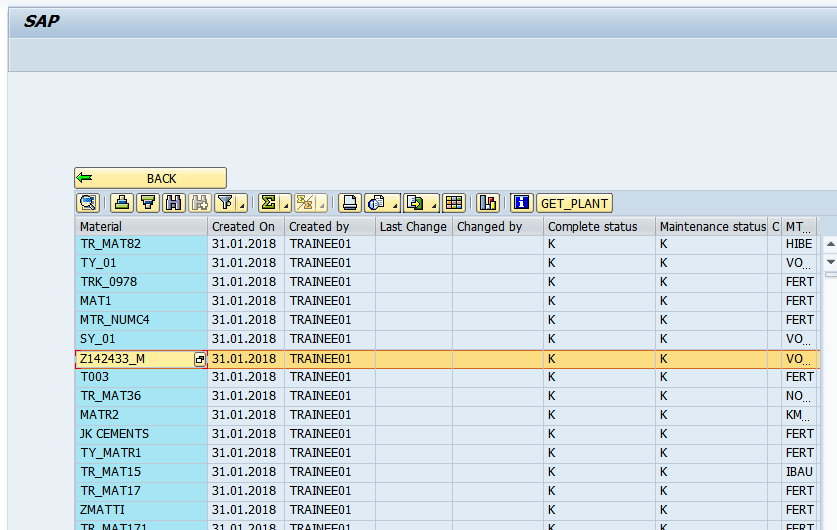 SAP
BACK
GET_PLANT
Material Created On Created by Last Change Changed by Complete status Maintenance status C MT...
TR_MAT82 31.01.2018 TRAINEE01 K K HIBE
TY_01 31.01.2018 TRAINEE01 K K VO...
TRK_0978 31.01.2018 TRAINEE01 K K FERT
MAT1 31.01.2018 TRAINEE01 K K FERT
MTR_NUMC4 31.01.2018 TRAINEE01 K K FERT
SY_01 31.01.2018 TRAINEE01 K K VO...
Z142433_M 31.01.2018 TRAINEE01 K K VO...
T003 31.01.2018 TRAINEE01 K K FERT
TR_MAT36 31.01.2018 TRAINEE01 K K NO...
MATR2 31.01.2018 TRAINEE01 K K KM...
JK CEMENTS 31.01.2018 TRAINEE01 K K FERT
TY_MATR1 31.01.2018 TRAINEE01 K K FERT
TR_MAT15 31.01.2018 TRAINEE01 K K IBAU
TR_MAT17 31.01.2018 TRAINEE01 K K FERT
ZMATTI 31.01.2018 TRAINEE01 K K FERT
TR_MAT171 31.01.2018 TRAINEE01 K K FERT